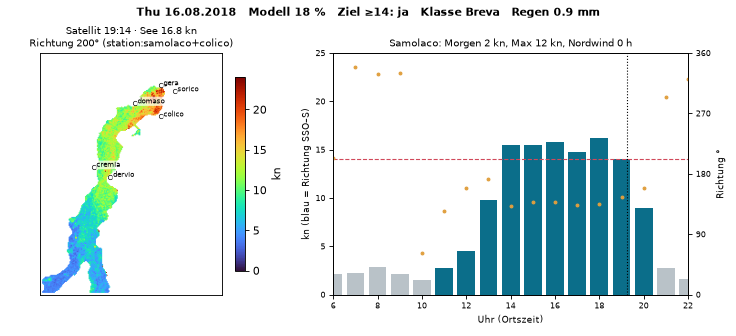 Thu 16.08.2018   Modell 18 %   Ziel ≥14: ja   Klasse Breva   Regen 0.9 mm
Satellit 19:14 · See 16.8 kn
Richtung 200° (station:samolaco+colico)
gera
sorico
domaso
colico
cremia
dervio
20
15
10
5
0
kn
Samolaco: Morgen 2 kn, Max 12 kn, Nordwind 0 h
kn (blau = Richtung SSO-S)
25
20
15
10
5
0
6 8 10 12 14 16 18 20 22
Uhr (Ortszeit)
360
270
180
90
0
Richtung °